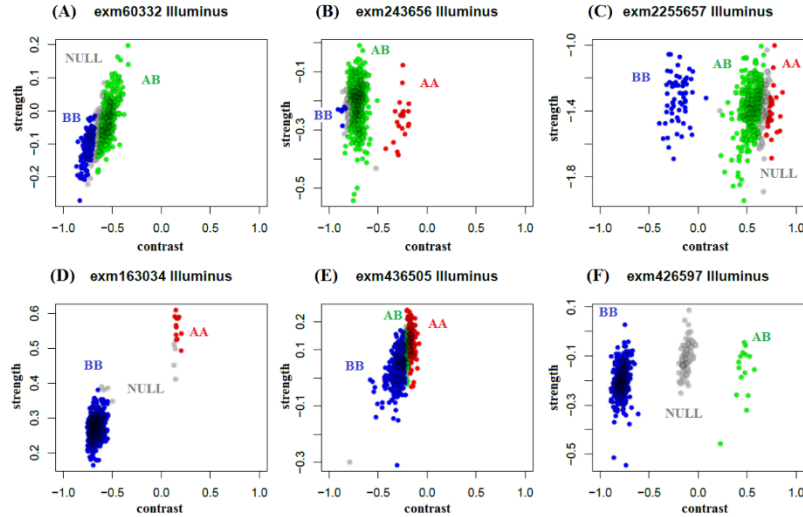 (A) exm60332 Illuminus
NULL
AB
BB
strength
0.2
0.1
0.0
−0.1
−0.2
−1.0 −0.5 0.0 0.5 1.0
contrast
(B) exm243656 Illuminus
AB
AA
BB
strength
−0.1
−0.3
−0.5
−1.0 −0.5 0.0 0.5 1.0
contrast
(C) exm2255657 Illuminus
BB
AB
AA
NULL
strength
−1.0
−1.4
−1.8
−1.0 −0.5 0.0 0.5 1.0
contrast
(D) exm163034 Illuminus
AA
BB
NULL
strength
0.6
0.5
0.4
0.3
0.2
−1.0 −0.5 0.0 0.5 1.0
contrast
(E) exm436505 Illuminus
AB
AA
BB
strength
0.2
0.1
−0.1
−0.3
−1.0 −0.5 0.0 0.5 1.0
contrast
(F) exm426597 Illuminus
BB
AB
NULL
strength
0.1
−0.1
−0.3
−0.5
−1.0 −0.5 0.0 0.5 1.0
contrast